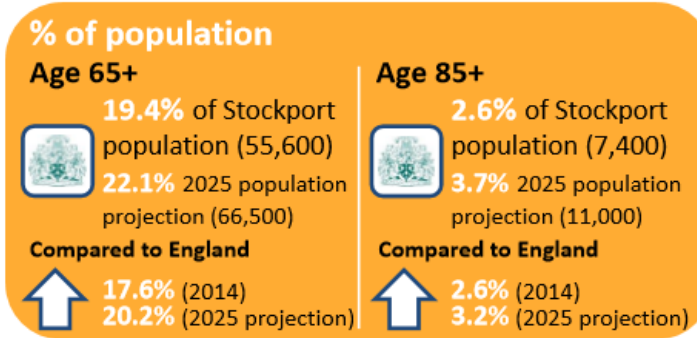 % of population
Age 65+
19.4% of Stockport
population (55,600)
22.1% 2025 population
projection (66,500)
Compared to England
17.6% (2014)
20.2% (2025 projection)
Age 85+
2.6% of Stockport
population (7,400)
3.7% 2025 population
projection (11,000)
Compared to England
2.6% (2014)
3.2% (2025 projection)